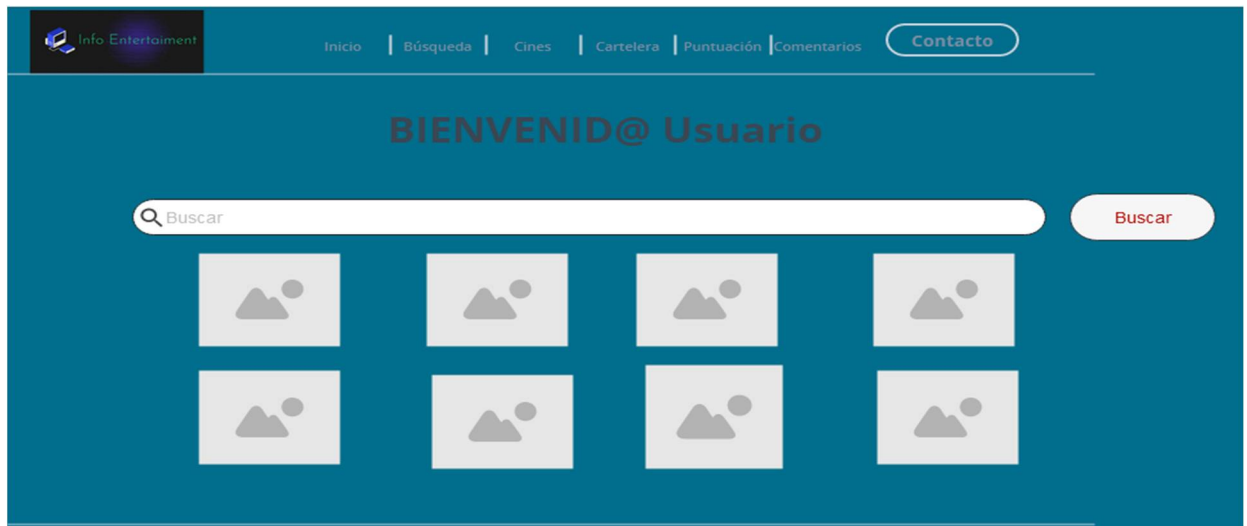 Info Entertaiment
Inicio Búsqueda Cines Cartelera Puntuación Comentarios Contacto
BIENVENID@ Usuario
Buscar Buscar